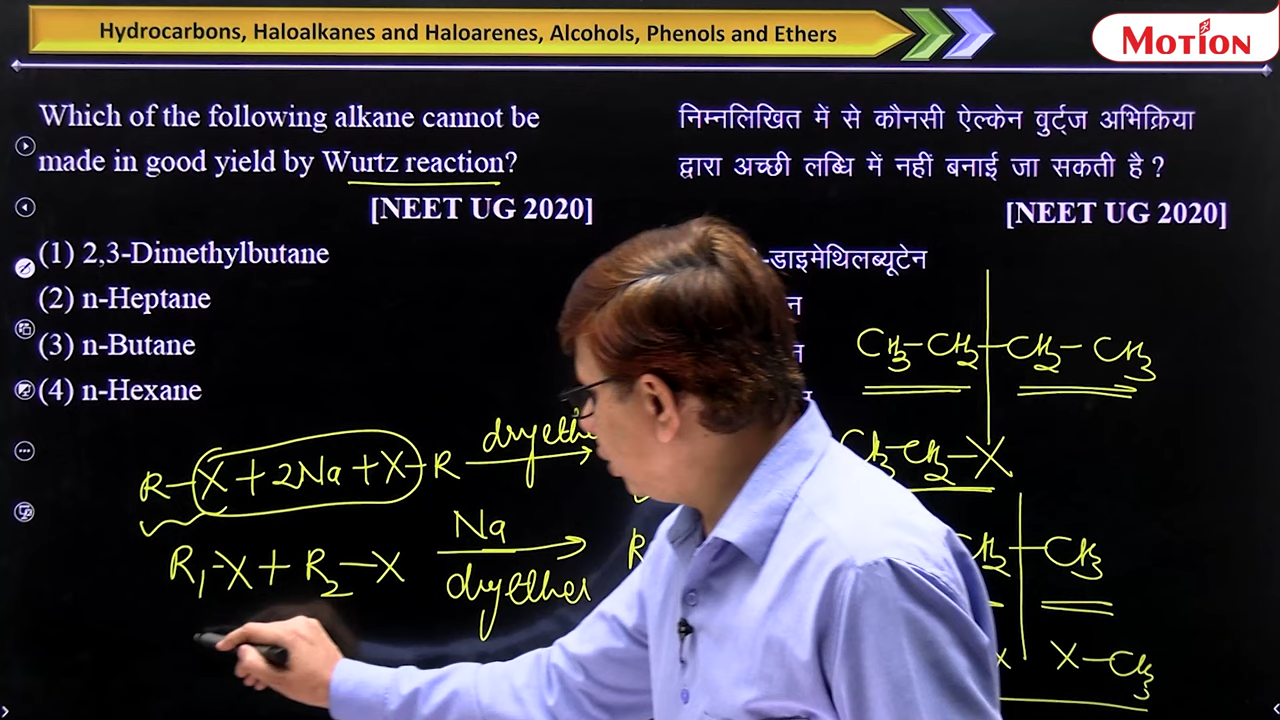 Hydrocarbons, Haloalkanes and Haloarenes, Alcohols, Phenols and Ethers
MOTION
Which of the following alkane cannot be
made in good yield by Wurtz reaction?
[NEET UG 2020]
(1) 2,3-Dimethylbutane
(2) n-Heptane
(3) n-Butane
(4) n-Hexane
निम्नलिखित में से कौनसी ऐल्केन वुर्ट्ज अभिक्रिया
द्वारा अच्छी लब्धि में नहीं बनाई जा सकती है ?
[NEET UG 2020]
-डाइमेथिलब्यूटेन
न
CH3-CH2-CH2-CH3
R-X+2Na+X-R
CH3 CH2-X
R1-X+R2-X Na dry ether
CH2-CH3
X-CH3